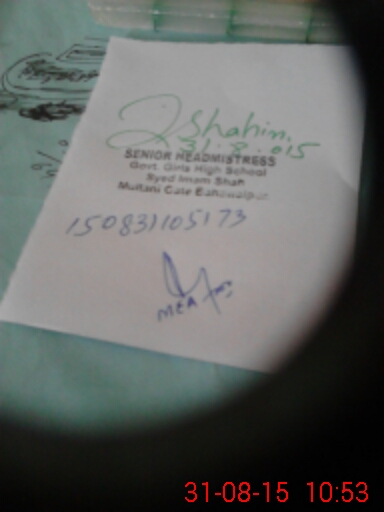 Shahin.
31.8.015
SENIOR HEADMISTRESS
Govt. Girls High School
Syed Imam Shah
Multani Gate Bahawalpur.
150831105173
MEA
31-08-15 10:53